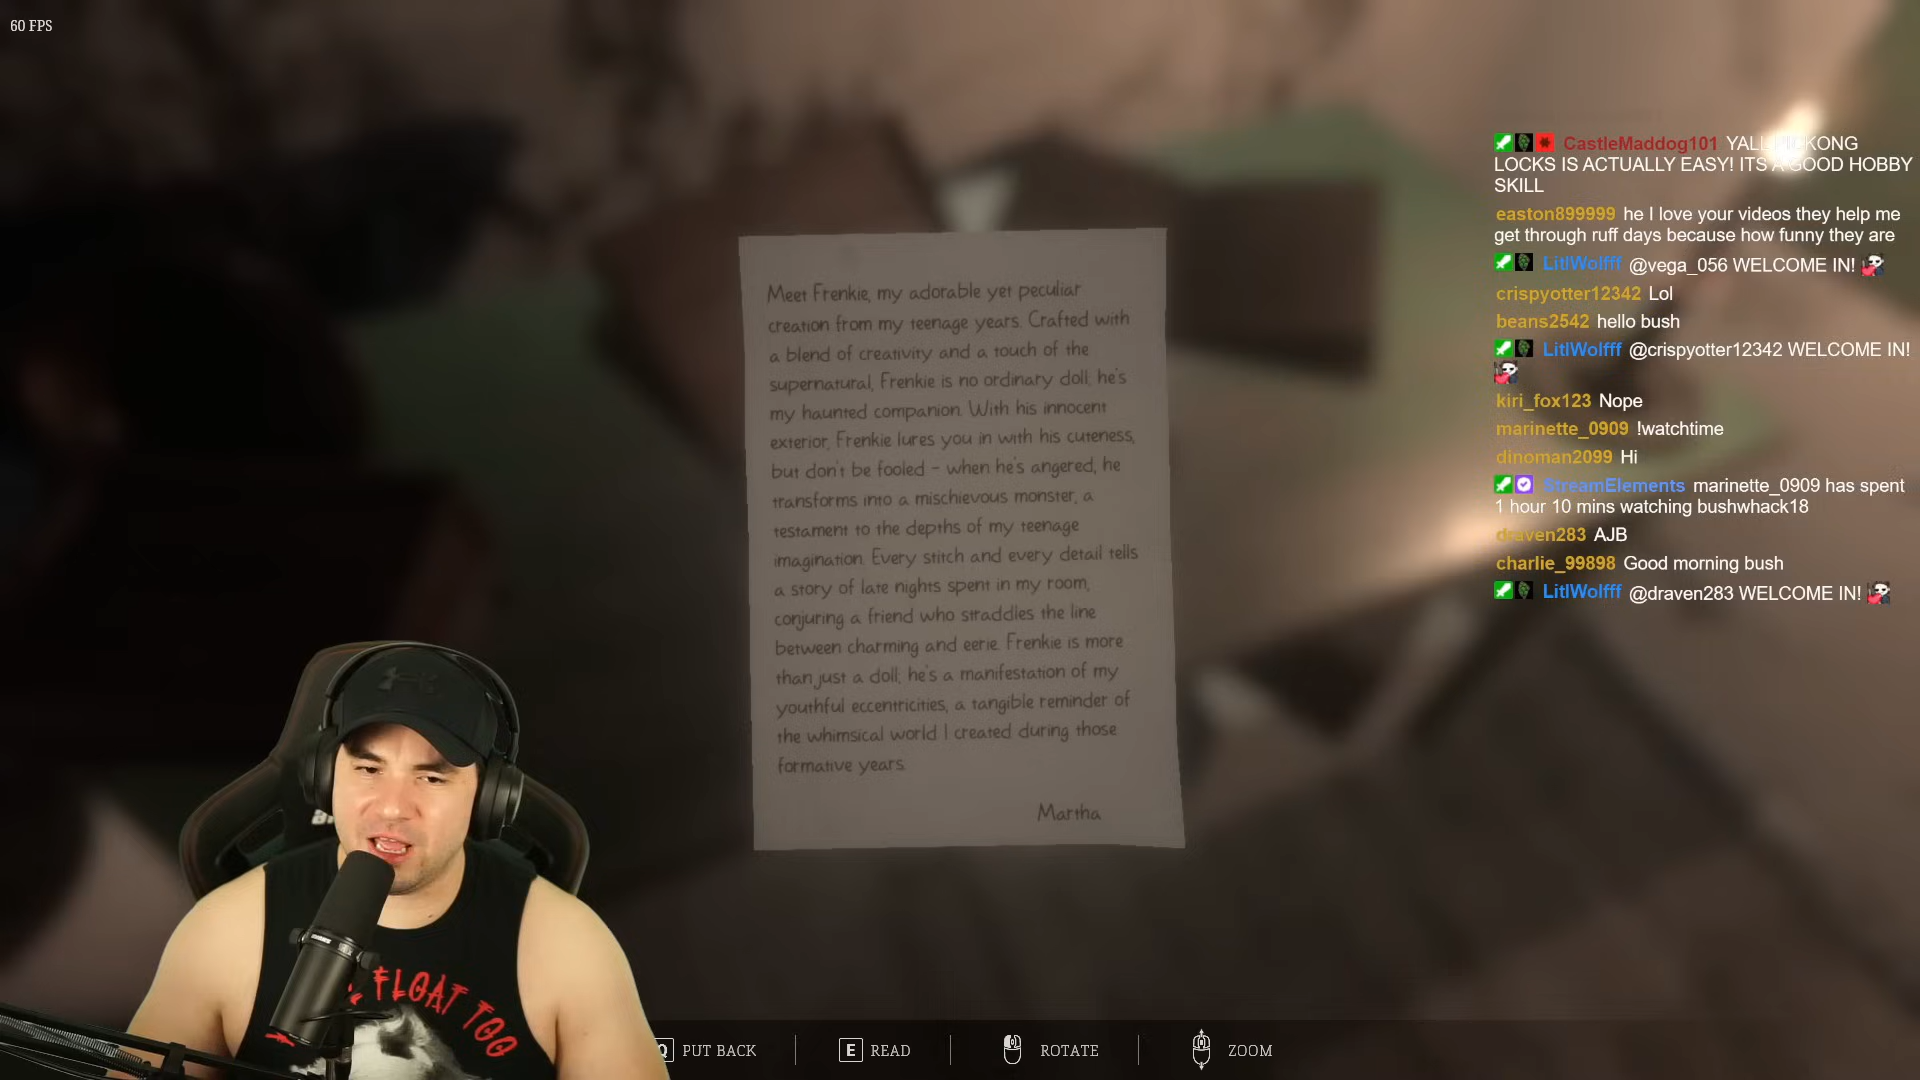 60 FPS
Meet Frenkie, my adorable yet peculiar
creation from my teenage years. Crafted with
a blend of creativity and a touch of the
supernatural, Frenkie is no ordinary doll; he's
my haunted companion. With his innocent
exterior, Frenkie lures you in with his cuteness,
but don't be fooled – when he's angered, he
transforms into a mischievous monster, a
testament to the depths of my teenage
imagination. Every stitch and every detail tells
a story of late nights spent in my room,
conjuring a friend who straddles the line
between charming and eerie. Frenkie is more
than just a doll; he's a manifestation of my
youthful eccentricities, a tangible reminder of
the whimsical world I created during those
formative years.
Martha
CastleMaddog101 YALL PICKONG
LOCKS IS ACTUALLY EASY! ITS A GOOD HOBBY
SKILL
easton899999 he I love your videos they help me
get through ruff days because how funny they are
LitlWolfff @vega_056 WELCOME IN!
crispyotter12342 Lol
beans2542 hello bush
LitlWolfff @crispyotter12342 WELCOME IN!
kiri_fox123 Nope
marinette_0909 !watchtime
dinoman2099 Hi
StreamElements marinette_0909 has spent
1 hour 10 mins watching bushwhack18
draven283 AJB
charlie_99898 Good morning bush
LitlWolfff @draven283 WELCOME IN!
FLOAT TOO
Q PUT BACK
E READ
ROTATE
ZOOM